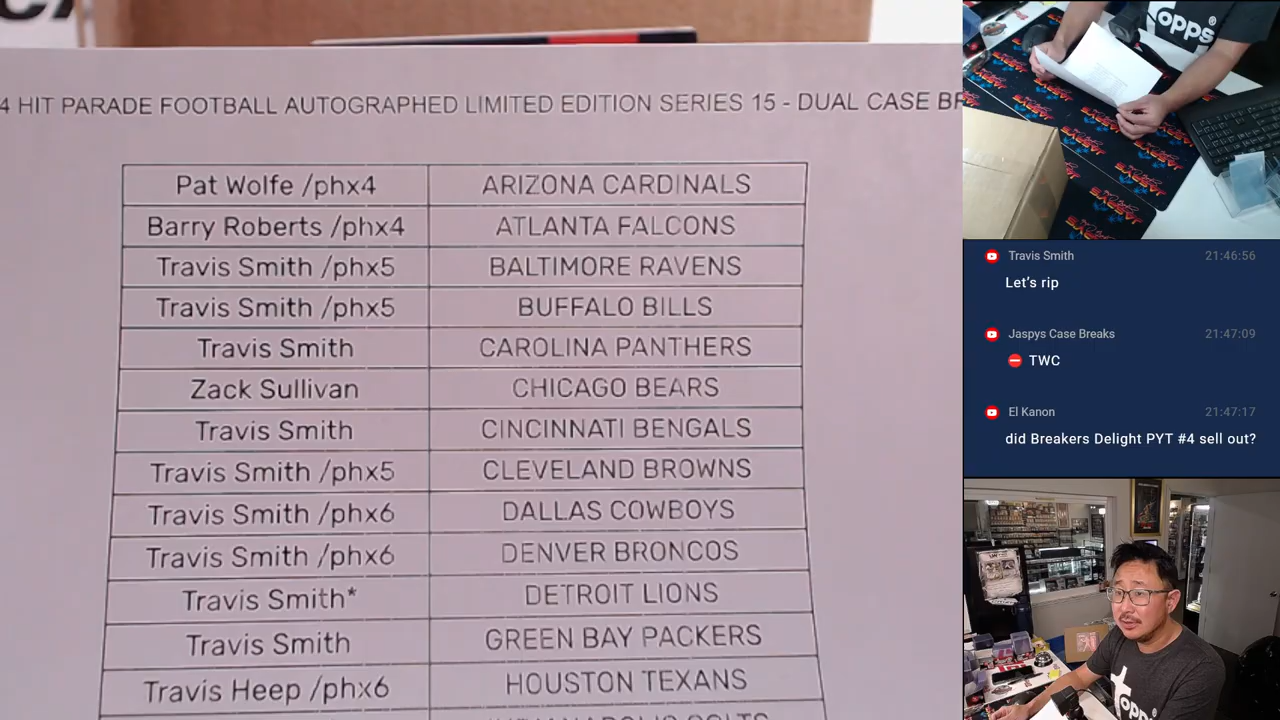 4 HIT PARADE FOOTBALL AUTOGRAPHED LIMITED EDITION SERIES 15 - DUAL CASE
Pat Wolfe /phx4 ARIZONA CARDINALS
Barry Roberts /phx4 ATLANTA FALCONS
Travis Smith /phx5 BALTIMORE RAVENS
Travis Smith /phx5 BUFFALO BILLS
Travis Smith CAROLINA PANTHERS
Zack Sullivan CHICAGO BEARS
Travis Smith CINCINNATI BENGALS
Travis Smith /phx5 CLEVELAND BROWNS
Travis Smith /phx6 DALLAS COWBOYS
Travis Smith /phx6 DENVER BRONCOS
Travis Smith* DETROIT LIONS
Travis Smith GREEN BAY PACKERS
Travis Heep /phx6 HOUSTON TEXANS
INDIANAPOLIS COLTS
Topps®
Travis Smith 21:46:56
Let's rip
Jaspys Case Breaks 21:47:09
TWC
El Kanon 21:47:17
did Breakers Delight PYT #4 sell out?
topps